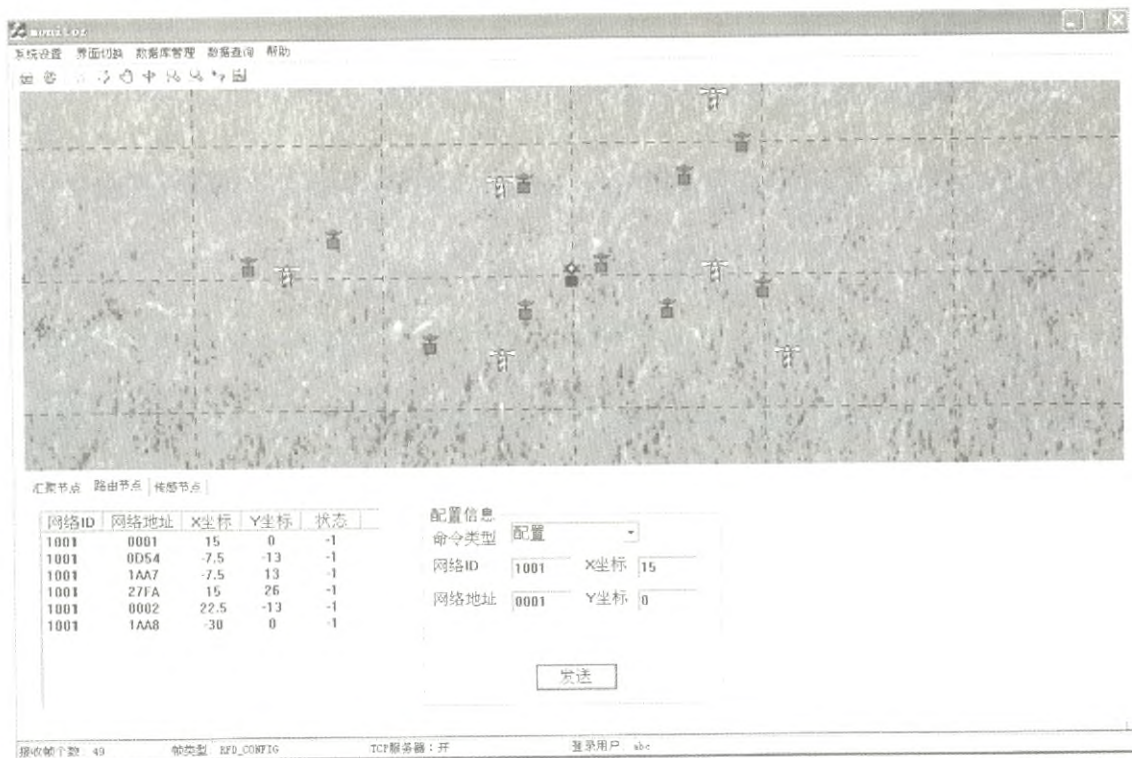 monitor
系统设置 界面切换 数据库管理 数据查询 帮助
汇聚节点 路由节点 传感节点
网络ID 网络地址 X坐标 Y坐标 状态
1001 0001 15 0 -1
1001 0D54 -7.5 -13 -1
1001 1AA7 -7.5 13 -1
1001 27FA 15 26 -1
1001 0002 22.5 -13 -1
1001 1AA8 -30 0 -1
配置信息
命令类型 配置
网络ID 1001 X坐标 15
网络地址 0001 Y坐标 0
发送
接收帧个数: 49 帧类型 RFD_CONFIG TCP服务器：开 登录用户 abc